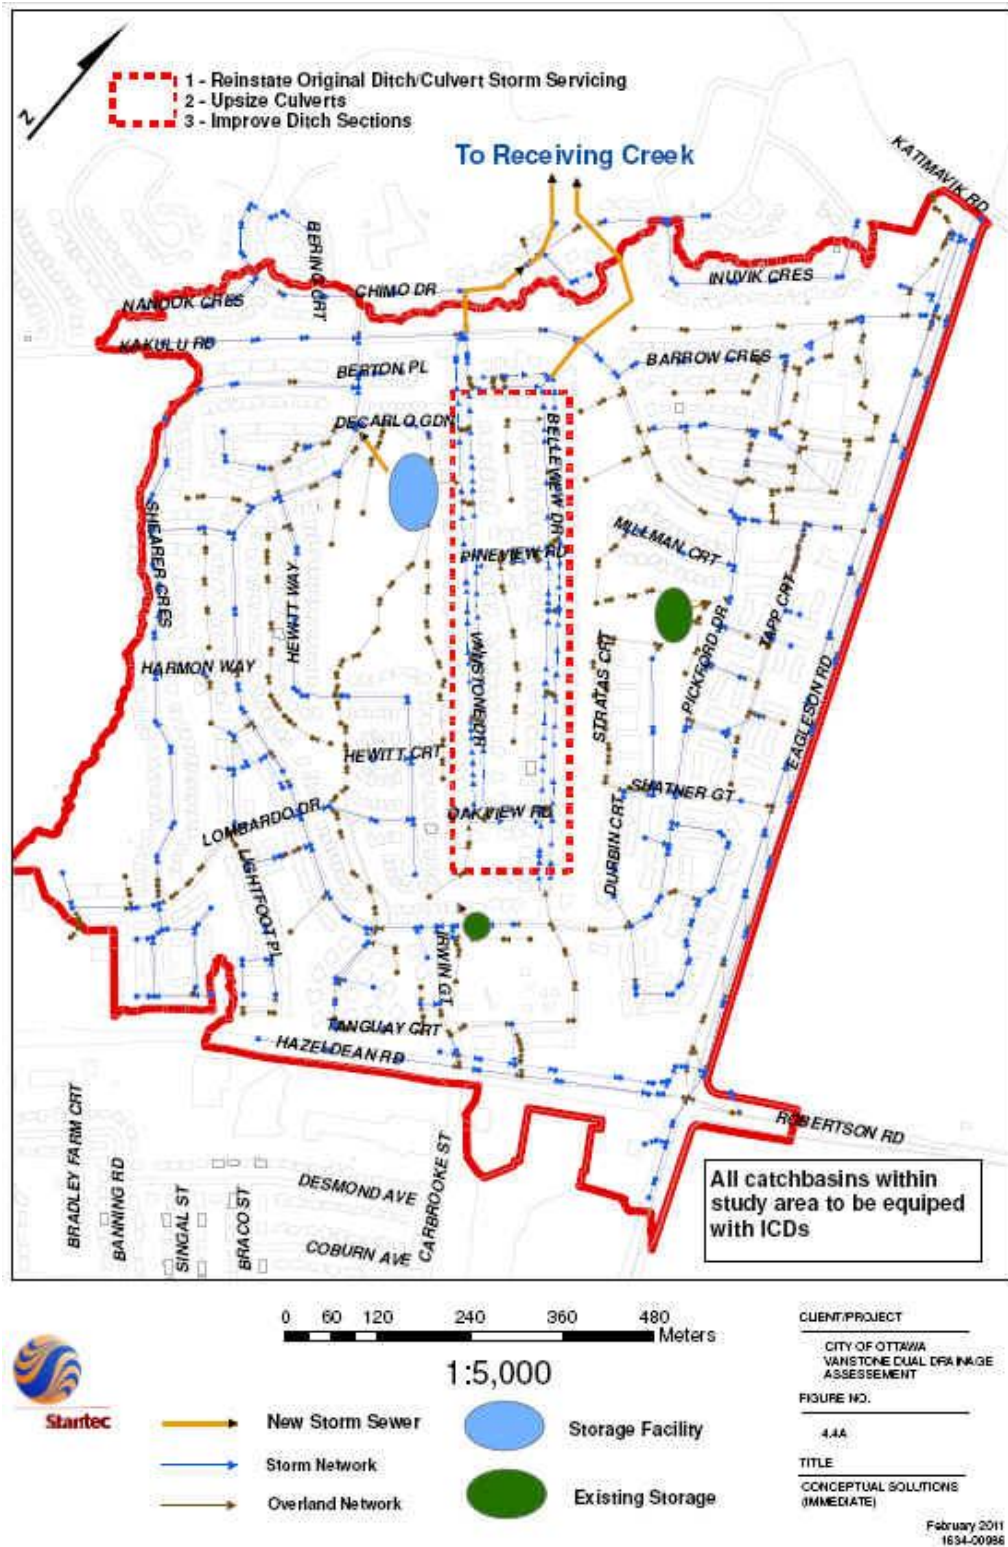 N
1 - Reinstate Original Ditch/Culvert Storm Servicing
2 - Upsize Culverts
3 - Improve Ditch Sections
To Receiving Creek
KATIMAVIK RD
BERING CRT
INUVIK CRES
CHIMO DR
NANOOK CRES
KAKULU RD
BARROW CRES
BERTON PL
DECARLO GDN
BELLEVIEW DR
SHEARER CRES
MILLMAN CRT
PINEVIEW RD
HEWITT WAY
TAPP CRT
PICKFORD DR
STRATAS CRT
HARMON WAY
VANSTONE DR
EAGLESON RD
HEWITT CRT
SHATNER GT
LOMBARDO DR
OAKVIEW RD
DURBIN CRT
LIGHTFOOT PL
IRWIN GT
TANGUAY CRT
HAZELDEAN RD
ROBERTSON RD
BRADLEY FARM CRT
BANNING RD
SINGAL ST
BRACO ST
DESMOND AVE
COBURN AVE
CARBROOKE ST
All catchbasins within
study area to be equiped
with ICDs
0 60 120 240 360 480
Meters
1:5,000
Stantec
New Storm Sewer
Storm Network
Overland Network
Storage Facility
Existing Storage
CLIENT/PROJECT
CITY OF OTTAWA
VANSTONE DUAL DRAINAGE
ASSESSEMENT
FIGURE NO.
4.4A
TITLE
CONCEPTUAL SOLUTIONS
(IMMEDIATE)
February 2011
1634-00986